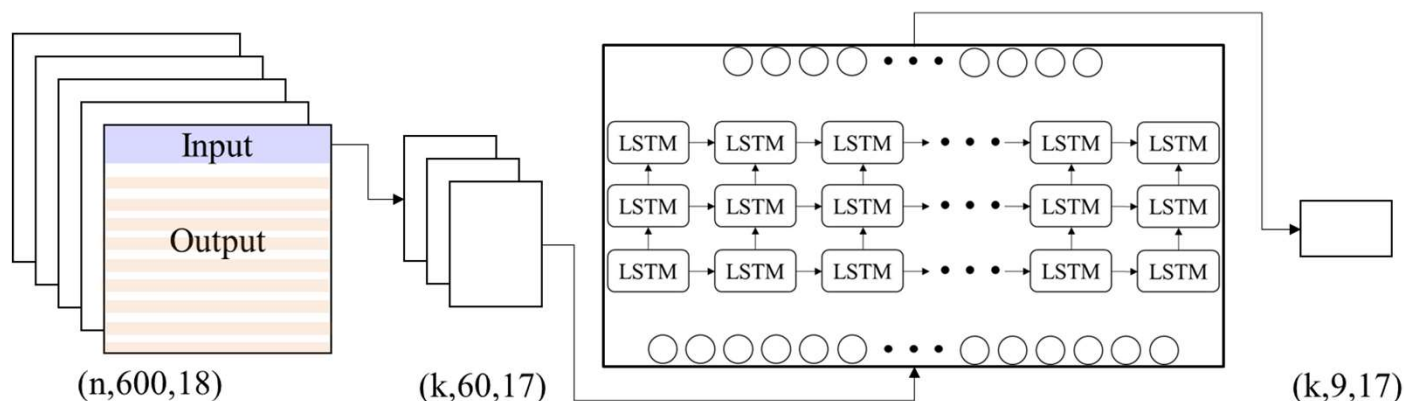 Input
Output
(n,600,18)
(k,60,17)
LSTM LSTM LSTM LSTM LSTM
LSTM LSTM LSTM LSTM LSTM
LSTM LSTM LSTM LSTM LSTM
(k,9,17)